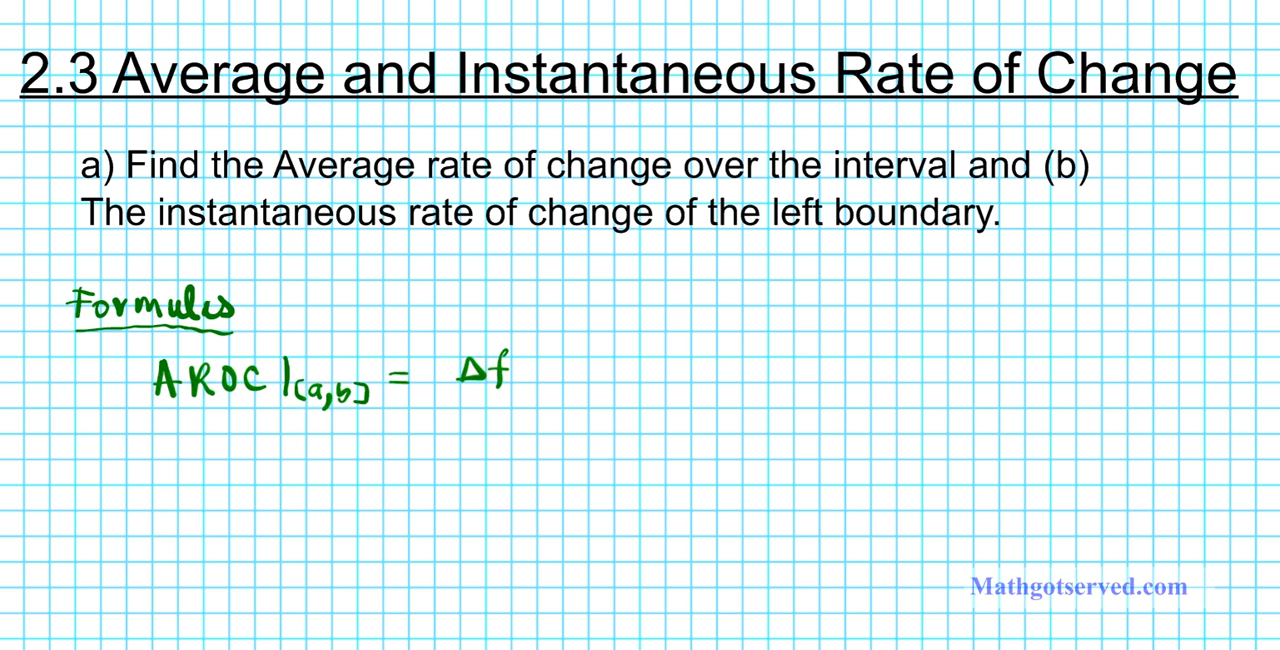 2.3 Average and Instantaneous Rate of Change
a) Find the Average rate of change over the interval and (b)
The instantaneous rate of change of the left boundary.
Formulas
AROC |[a,b] = Δf
Mathgotserved.com